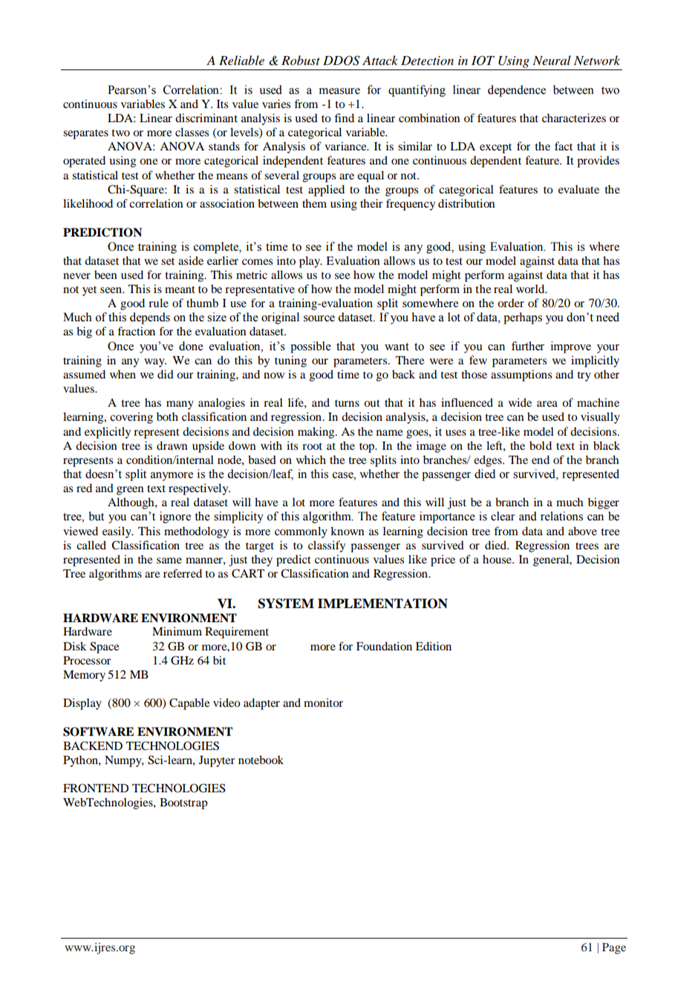 A Reliable & Robust DDOS Attack Detection in IOT Using Neural Network
Pearson's Correlation: It is used as a measure for quantifying linear dependence between two
continuous variables X and Y. Its value varies from -1 to +1.
LDA: Linear discriminant analysis is used to find a linear combination of features that characterizes or
separates two or more classes (or levels) of a categorical variable.
ANOVA: ANOVA stands for Analysis of variance. It is similar to LDA except for the fact that it is
operated using one or more categorical independent features and one continuous dependent feature. It provides
a statistical test of whether the means of several groups are equal or not.
Chi-Square: It is a is a statistical test applied to the groups of categorical features to evaluate the
likelihood of correlation or association between them using their frequency distribution
PREDICTION
Once training is complete, it's time to see if the model is any good, using Evaluation. This is where
that dataset that we set aside earlier comes into play. Evaluation allows us to test our model against data that has
never been used for training. This metric allows us to see how the model might perform against data that it has
not yet seen. This is meant to be representative of how the model might perform in the real world.
A good rule of thumb I use for a training-evaluation split somewhere on the order of 80/20 or 70/30.
Much of this depends on the size of the original source dataset. If you have a lot of data, perhaps you don't need
as big of a fraction for the evaluation dataset.
Once you've done evaluation, it's possible that you want to see if you can further improve your
training in any way. We can do this by tuning our parameters. There were a few parameters we implicitly
assumed when we did our training, and now is a good time to go back and test those assumptions and try other
values.
A tree has many analogies in real life, and turns out that it has influenced a wide area of machine
learning, covering both classification and regression. In decision analysis, a decision tree can be used to visually
and explicitly represent decisions and decision making. As the name goes, it uses a tree-like model of decisions.
A decision tree is drawn upside down with its root at the top. In the image on the left, the bold text in black
represents a condition/internal node, based on which the tree splits into branches/ edges. The end of the branch
that doesn't split anymore is the decision/leaf, in this case, whether the passenger died or survived, represented
as red and green text respectively.
Although, a real dataset will have a lot more features and this will just be a branch in a much bigger
tree, but you can't ignore the simplicity of this algorithm. The feature importance is clear and relations can be
viewed easily. This methodology is more commonly known as learning decision tree from data and above tree
is called Classification tree as the target is to classify passenger as survived or died. Regression trees are
represented in the same manner, just they predict continuous values like price of a house. In general, Decision
Tree algorithms are referred to as CART or Classification and Regression.
VI. SYSTEM IMPLEMENTATION
HARDWARE ENVIRONMENT
Hardware Minimum Requirement
Disk Space 32 GB or more,10 GB or more for Foundation Edition
Processor 1.4 GHz 64 bit
Memory 512 MB
Display (800 × 600) Capable video adapter and monitor
SOFTWARE ENVIRONMENT
BACKEND TECHNOLOGIES
Python, Numpy, Sci-learn, Jupyter notebook
FRONTEND TECHNOLOGIES
WebTechnologies, Bootstrap
www.ijres.org 61 | Page